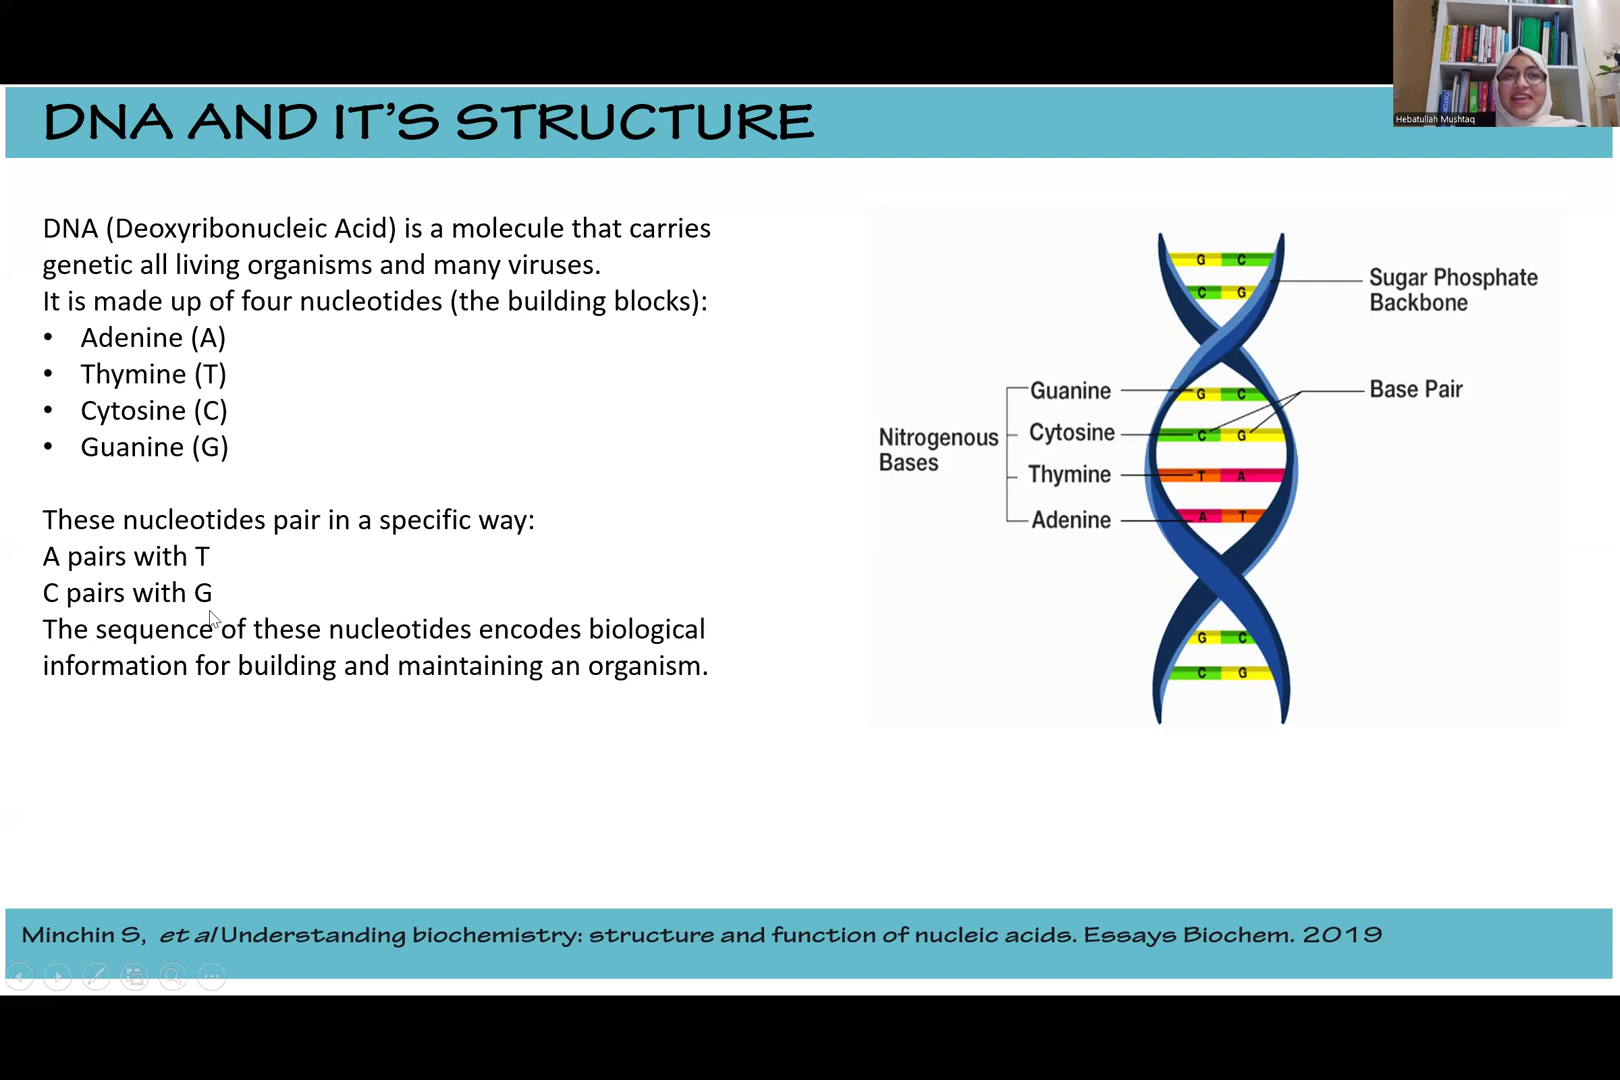 DNA AND IT'S STRUCTURE
Hebatullah Mushtaq
DNA (Deoxyribonucleic Acid) is a molecule that carries
genetic all living organisms and many viruses.
It is made up of four nucleotides (the building blocks):
• Adenine (A)
• Thymine (T)
• Cytosine (C)
• Guanine (G)
These nucleotides pair in a specific way:
A pairs with T
C pairs with G
The sequence of these nucleotides encodes biological
information for building and maintaining an organism.
G C
C G
Sugar Phosphate
Backbone
Guanine
G C
Base Pair
Nitrogenous
Bases
Cytosine
C G
Thymine
T A
Adenine
A T
G C
C G
Minchin S, et al Understanding biochemistry: structure and function of nucleic acids. Essays Biochem. 2019